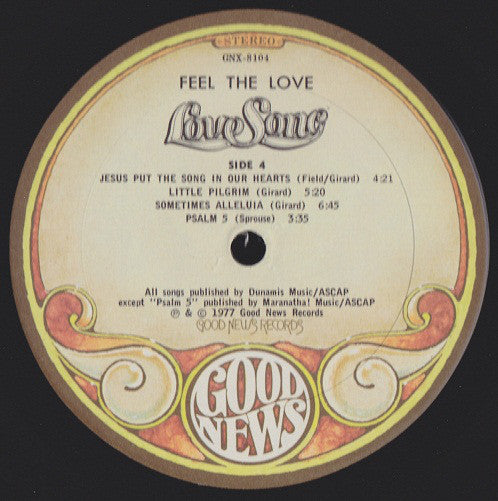 STEREO
GNX-8104
FEEL THE LOVE
Love Song
SIDE 4
JESUS PUT THE SONG IN OUR HEARTS (Field/Girard) 4:21
LITTLE PILGRIM (Girard) 5:20
SOMETIMES ALLELUIA (Girard) 6:45
PSALM 5 (Sprouse) 3:35
All songs published by Dunamis Music/ASCAP
except "Psalm 5" published by Maranatha! Music/ASCAP
℗ & © 1977 Good News Records
GOOD NEWS RECORDS
GOOD
NEWS